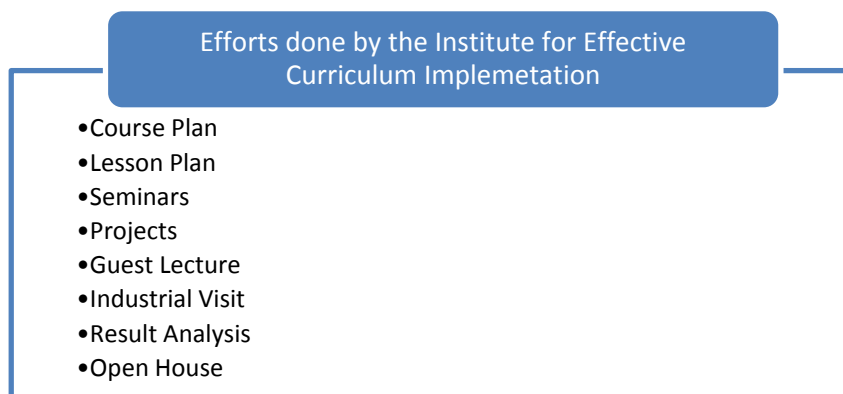 Efforts done by the Institute for Effective
Curriculum Implemetation
•Course Plan
•Lesson Plan
•Seminars
•Projects
•Guest Lecture
•Industrial Visit
•Result Analysis
•Open House